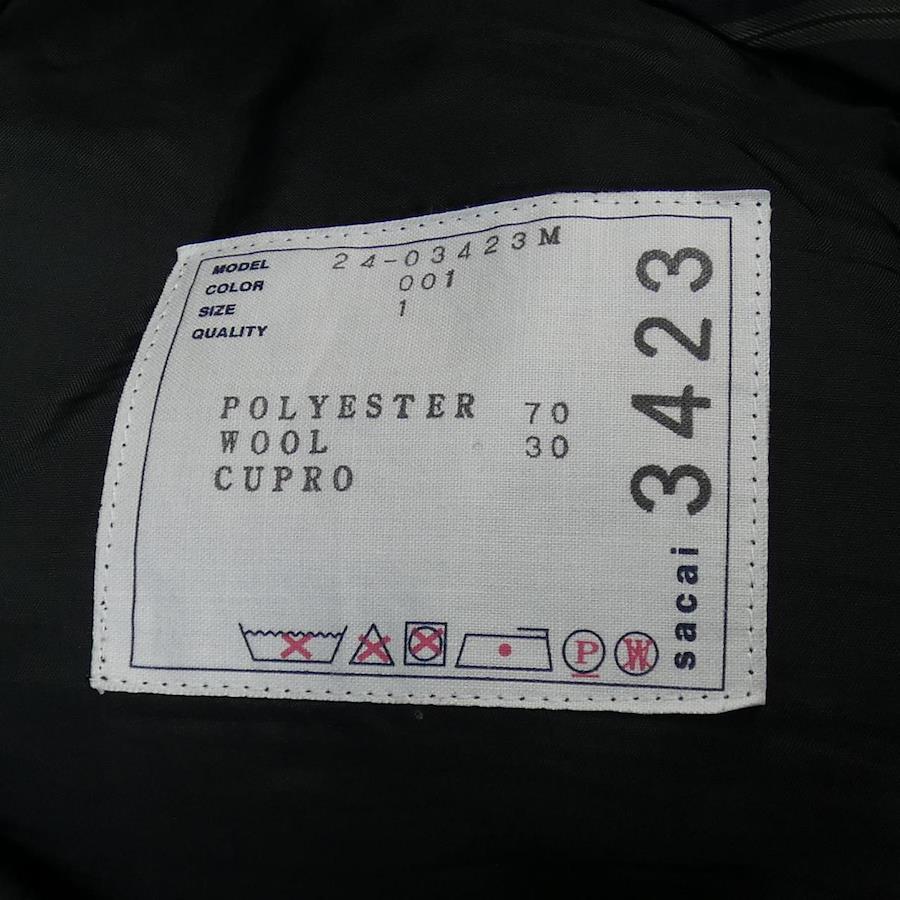 MODEL 24-03423M
COLOR 001
SIZE 1
QUALITY
POLYESTER 70
WOOL 30
CUPRO
P
W
sacai 3423